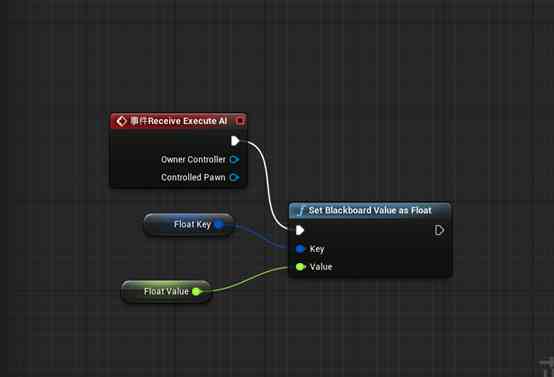 事件Receive Execute AI
Owner Controller
Controlled Pawn
Set Blackboard Value as Float
Float Key
Key
Value
Float Value